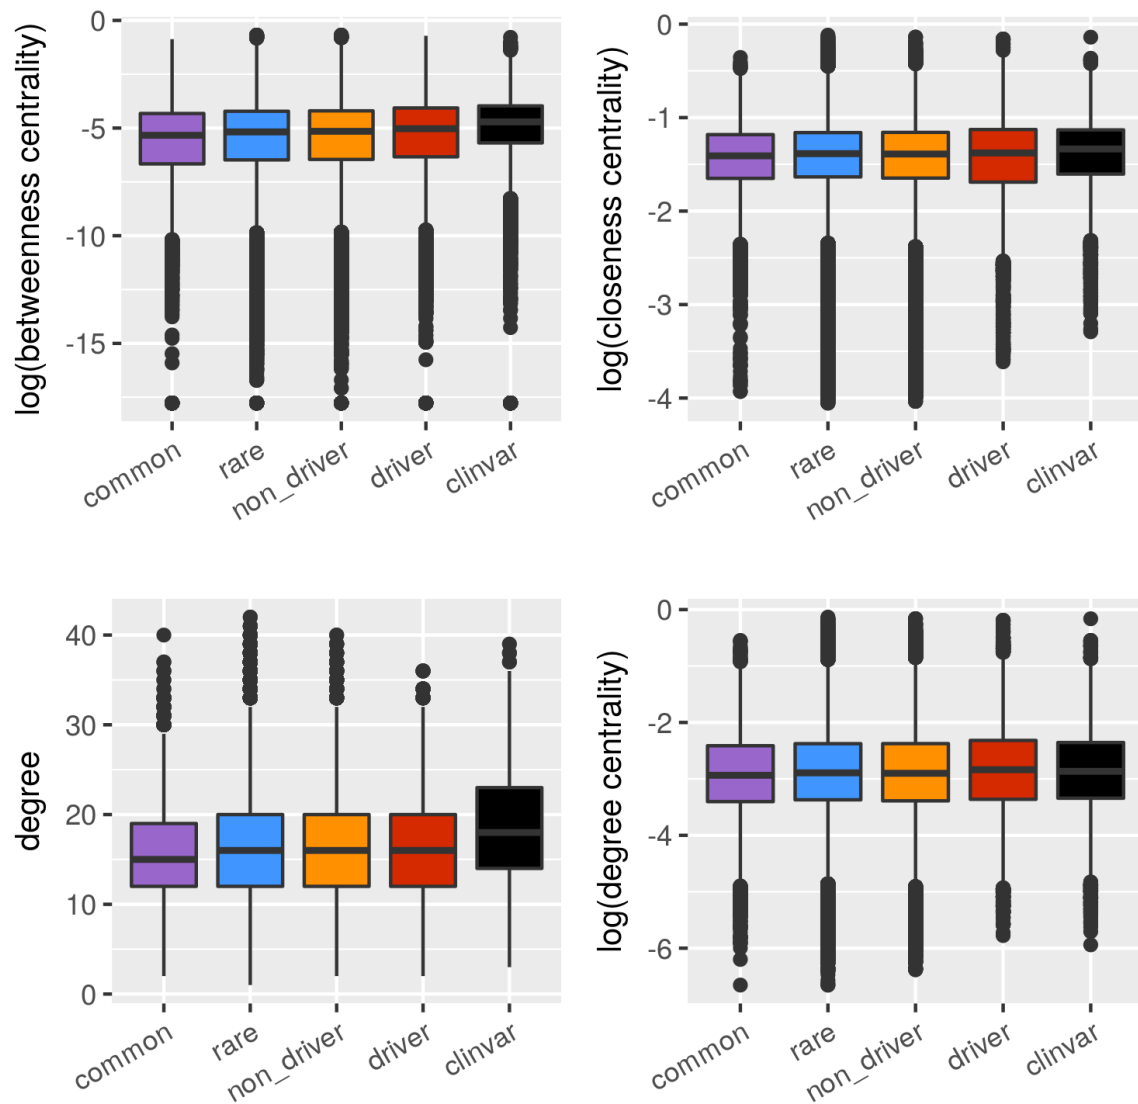 log(betweenness centrality)
0
-5
-10
-15
common
rare
non_driver
driver
clinvar
log(closeness centrality)
0
-1
-2
-3
-4
common
rare
non_driver
driver
clinvar
degree
40
30
20
10
0
common
rare
non_driver
driver
clinvar
log(degree centrality)
0
-2
-4
-6
common
rare
non_driver
driver
clinvar